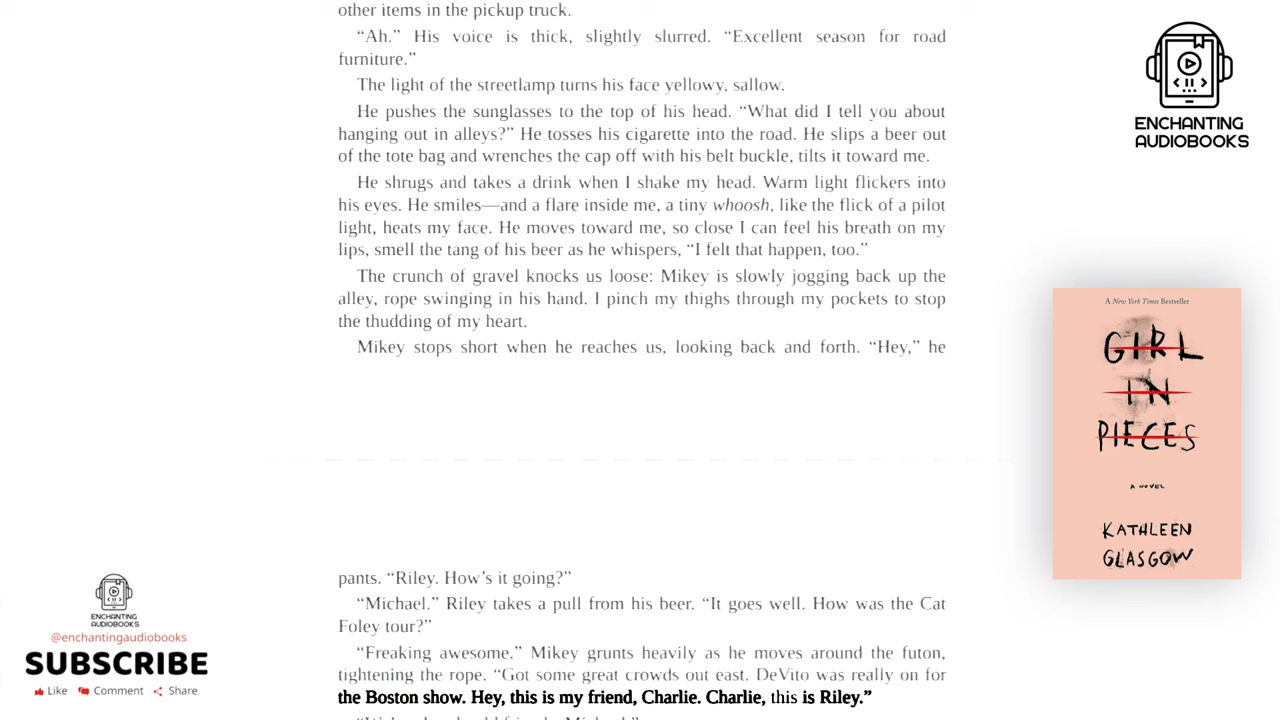 other items in the pickup truck.
“Ah.” His voice is thick, slightly slurred. “Excellent season for road
furniture.”
The light of the streetlamp turns his face yellowy, sallow.
He pushes the sunglasses to the top of his head. “What did I tell you about
hanging out in alleys?” He tosses his cigarette into the road. He slips a beer out
of the tote bag and wrenches the cap off with his belt buckle, tilts it toward me.
He shrugs and takes a drink when I shake my head. Warm light flickers into
his eyes. He smiles—and a flare inside me, a tiny whoosh, like the flick of a pilot
light, heats my face. He moves toward me, so close I can feel his breath on my
lips, smell the tang of his beer as he whispers, “I felt that happen, too.”
The crunch of gravel knocks us loose: Mikey is slowly jogging back up the
alley, rope swinging in his hand. I pinch my thighs through my pockets to stop
the thudding of my heart.
Mikey stops short when he reaches us, looking back and forth. “Hey,” he
pants. “Riley. How’s it going?”
“Michael.” Riley takes a pull from his beer. “It goes well. How was the Cat
Foley tour?”
“Freaking awesome.” Mikey grunts heavily as he moves around the futon,
tightening the rope. “Got some great crowds out east. DeVito was really on for
the Boston show. Hey, this is my friend, Charlie. Charlie, this is Riley.”
ENCHANTING
AUDIOBOOKS
A New York Times Bestseller
GIRL
IN
PIECES
A NOVEL
KATHLEEN
GLASGOW
ENCHANTING
AUDIOBOOKS
@enchantingaudiobooks
SUBSCRIBE
Like Comment Share